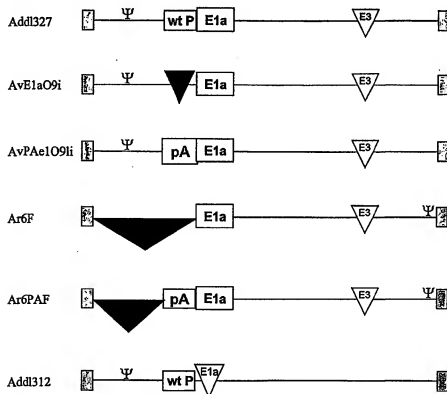 Addl327 Ψ wt P E1a E3
AvE1aO9i Ψ E1a E3
AvPAe1O9li Ψ pA E1a E3
Ar6F E1a E3 Ψ
Ar6PAF pA E1a E3 Ψ
Addl312 Ψ wt P E1a